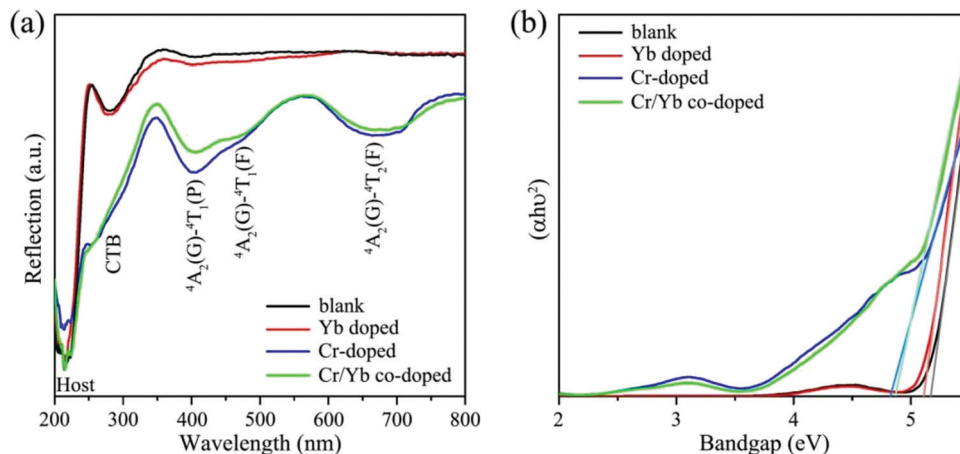 (a)
Reflection (a.u.)
Host
CTB
⁴A₂(G)-⁴T₁(P)
⁴A₂(G)-⁴T₁(F)
⁴A₂(G)-⁴T₂(F)
blank
Yb doped
Cr-doped
Cr/Yb co-doped
200 300 400 500 600 700 800
Wavelength (nm)
(b)
(αhυ²)
blank
Yb doped
Cr-doped
Cr/Yb co-doped
2 3 4 5
Bandgap (eV)